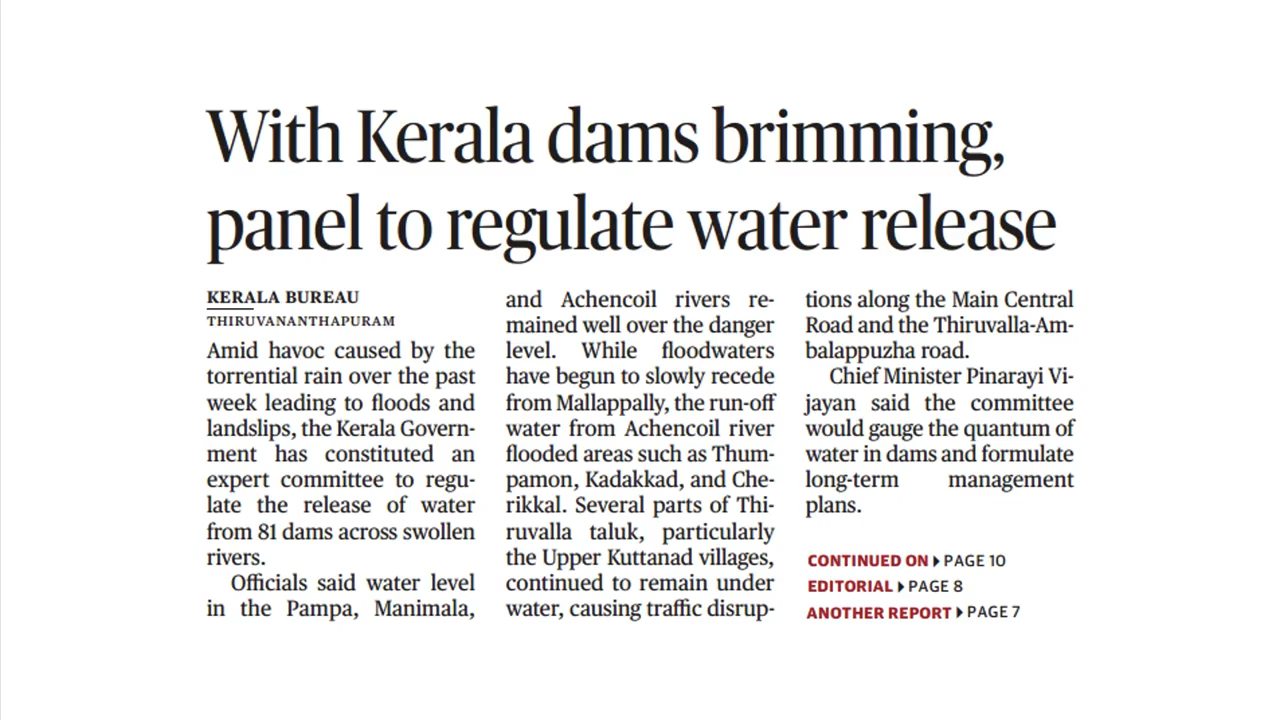 With Kerala dams brimming,
panel to regulate water release
KERALA BUREAU
THIRUVANANTHAPURAM
Amid havoc caused by the
torrential rain over the past
week leading to floods and
landslips, the Kerala Govern-
ment has constituted an
expert committee to regu-
late the release of water
from 81 dams across swollen
rivers.
Officials said water level
in the Pampa, Manimala,
and Achencoil rivers re-
mained well over the danger
level. While floodwaters
have begun to slowly recede
from Mallappally, the run-off
water from Achencoil river
flooded areas such as Thum-
pamon, Kadakkad, and Che-
rikkal. Several parts of Thi-
ruvalla taluk, particularly
the Upper Kuttanad villages,
continued to remain under
water, causing traffic disrup-
tions along the Main Central
Road and the Thiruvalla-Am-
balappuzha road.
Chief Minister Pinarayi Vi-
jayan said the committee
would gauge the quantum of
water in dams and formulate
long-term management
plans.
CONTINUED ON PAGE 10
EDITORIAL PAGE 8
ANOTHER REPORT PAGE 7